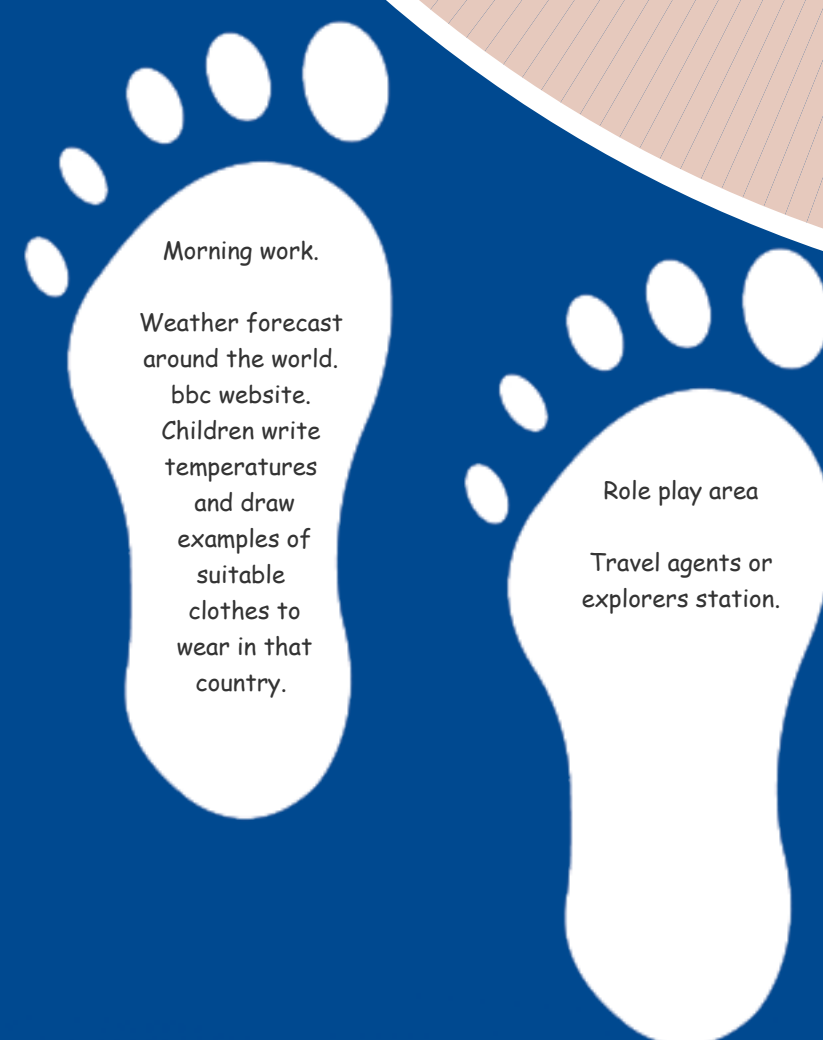 Morning work.
Weather forecast
around the world.
bbc website.
Children write
temperatures
and draw
examples of
suitable
clothes to
wear in that
country.
Role play area
Travel agents or
explorers station.